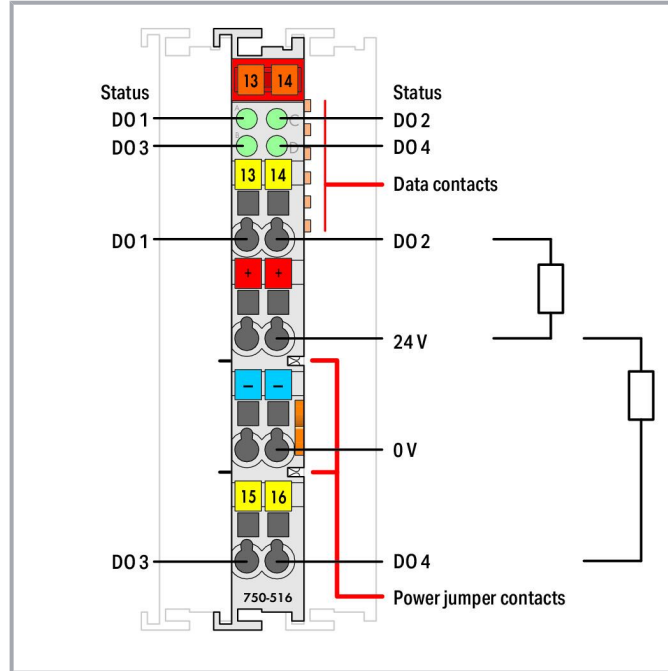 13 14
Status Status
DO 1 A C DO 2
DO 3 B D DO 4
13 14
Data contacts
DO 1 DO 2
+ +
24 V
– –
0 V
15 16
DO 3 DO 4
750-516
Power jumper contacts